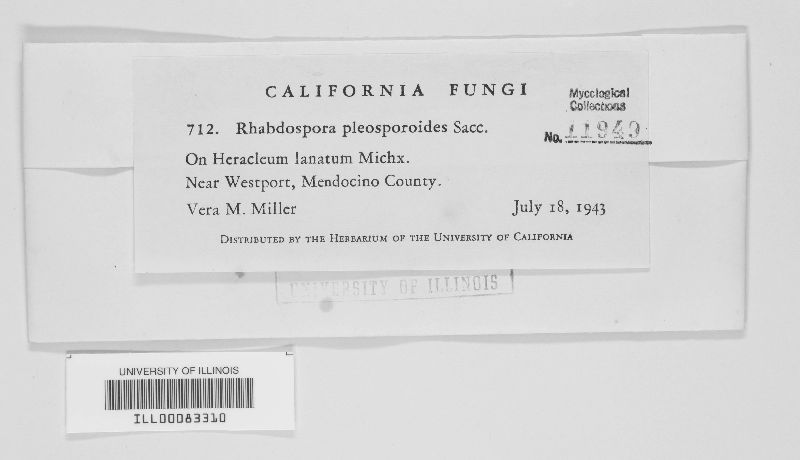 CALIFORNIA FUNGI
Mycological
Collections
No. 11949
712. Rhabdospora pleosporoides Sacc.
On Heracleum lanatum Michx.
Near Westport, Mendocino County.
Vera M. Miller July 18, 1943
DISTRIBUTED BY THE HERBARIUM OF THE UNIVERSITY OF CALIFORNIA
UNIVERSITY OF ILLINOIS
UNIVERSITY OF ILLINOIS
ILL00083310